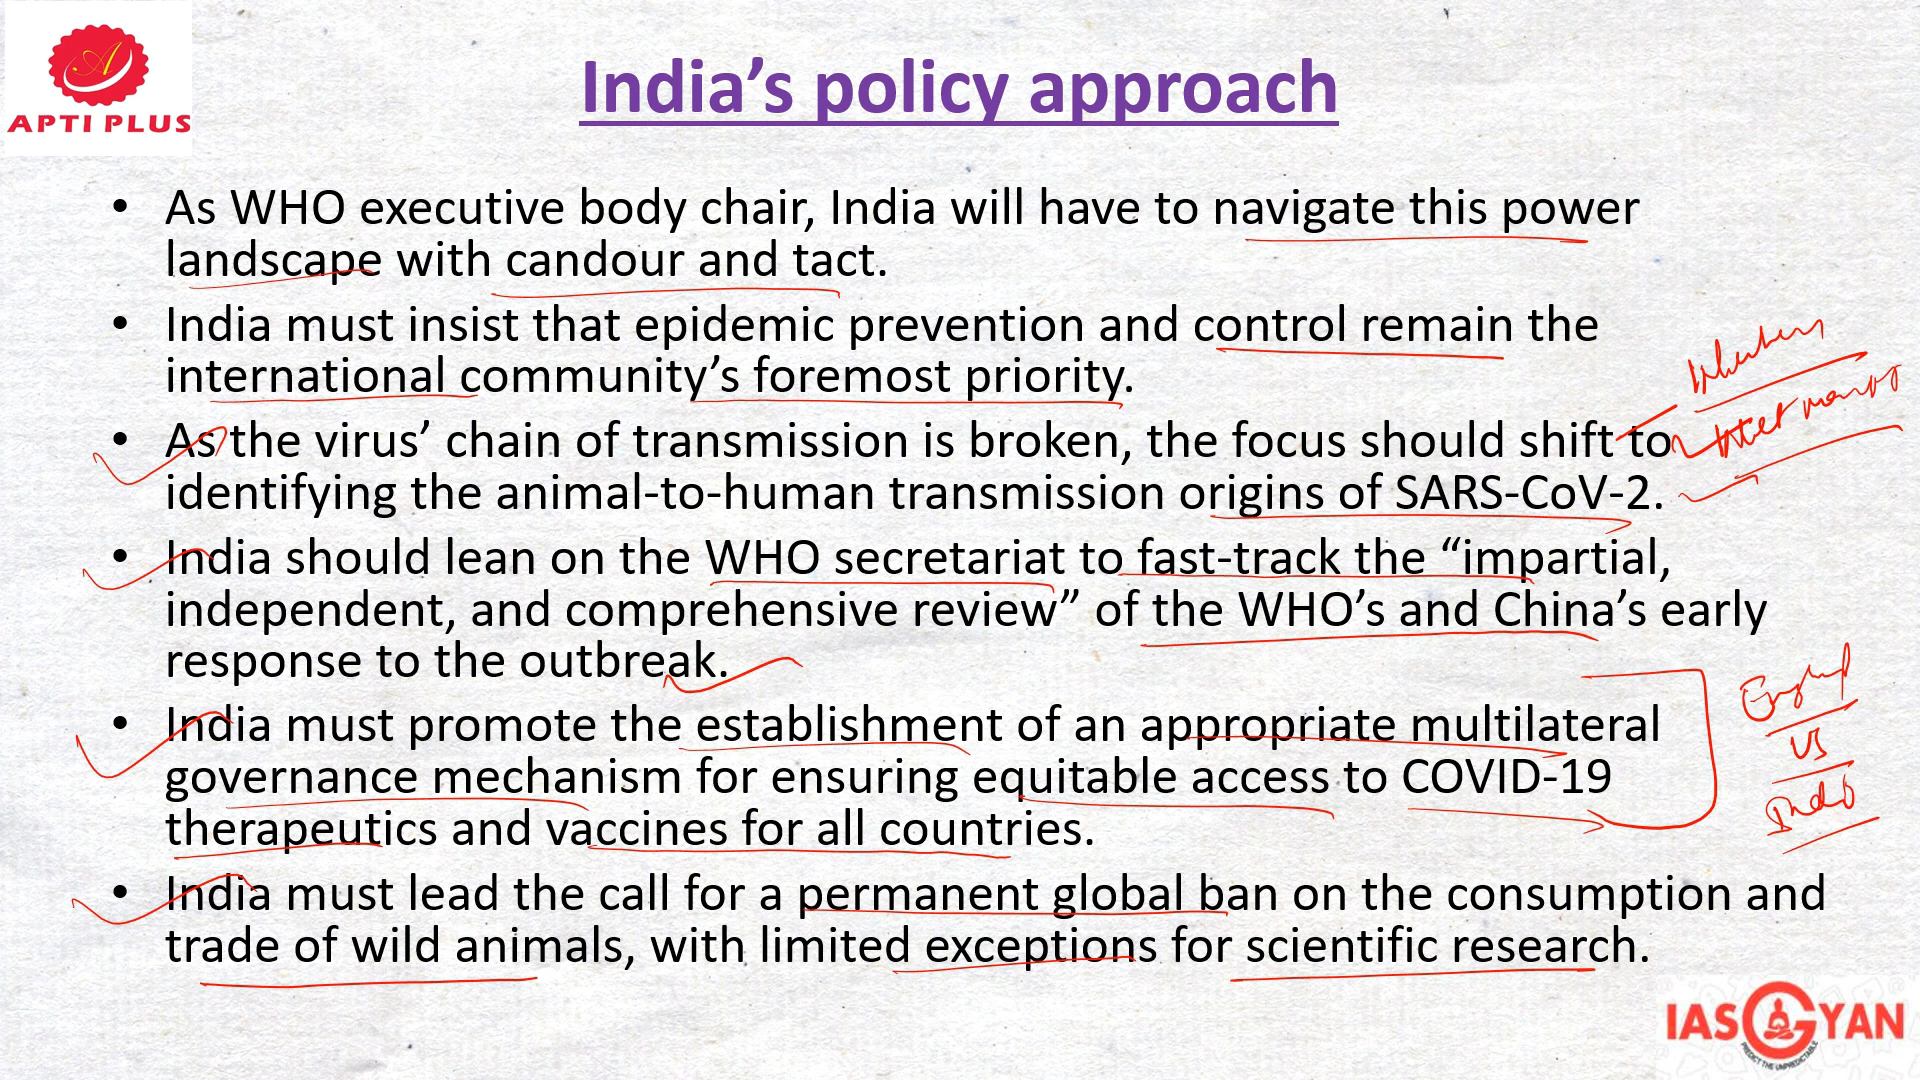 APTI PLUS
India’s policy approach
• As WHO executive body chair, India will have to navigate this power
landscape with candour and tact.
• India must insist that epidemic prevention and control remain the
international community’s foremost priority.
• As the virus’ chain of transmission is broken, the focus should shift to
identifying the animal-to-human transmission origins of SARS-CoV-2.
• India should lean on the WHO secretariat to fast-track the “impartial,
independent, and comprehensive review” of the WHO’s and China’s early
response to the outbreak.
• India must promote the establishment of an appropriate multilateral
governance mechanism for ensuring equitable access to COVID-19
therapeutics and vaccines for all countries.
• India must lead the call for a permanent global ban on the consumption and
trade of wild animals, with limited exceptions for scientific research.
US
IAS GYAN
PREDICT THE UNPREDICTABLE